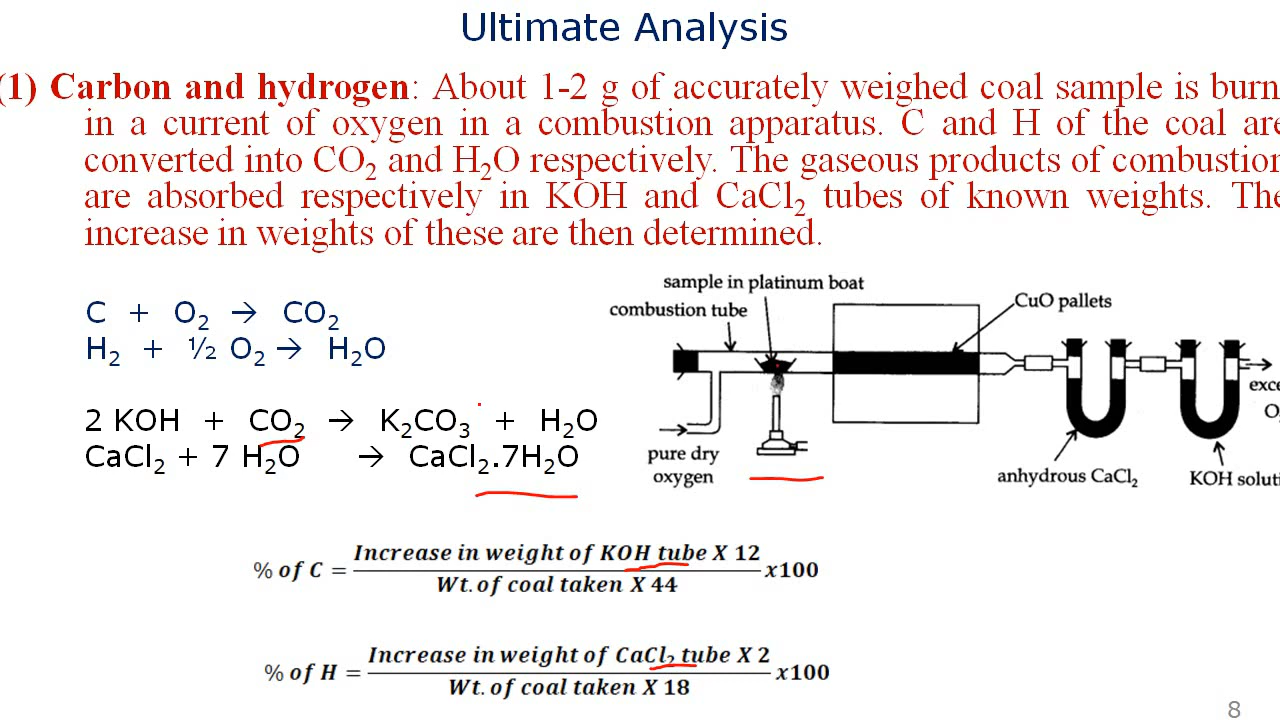 Ultimate Analysis
(1) Carbon and hydrogen: About 1-2 g of accurately weighed coal sample is burn
in a current of oxygen in a combustion apparatus. C and H of the coal are
converted into CO₂ and H₂O respectively. The gaseous products of combustion
are absorbed respectively in KOH and CaCl₂ tubes of known weights. The
increase in weights of these are then determined.
C + O₂ → CO₂
H₂ + ½ O₂ → H₂O
2 KOH + CO₂ → K₂CO₃ + H₂O
CaCl₂ + 7 H₂O → CaCl₂.7H₂O
sample in platinum boat
combustion tube
CuO pallets
exce
O₂
pure dry
oxygen
anhydrous CaCl₂
KOH soluti
% of C = Increase in weight of KOH tube X 12 x100
Wt. of coal taken X 44
% of H = Increase in weight of CaCl₂ tube X 2 x100
Wt. of coal taken X 18
8